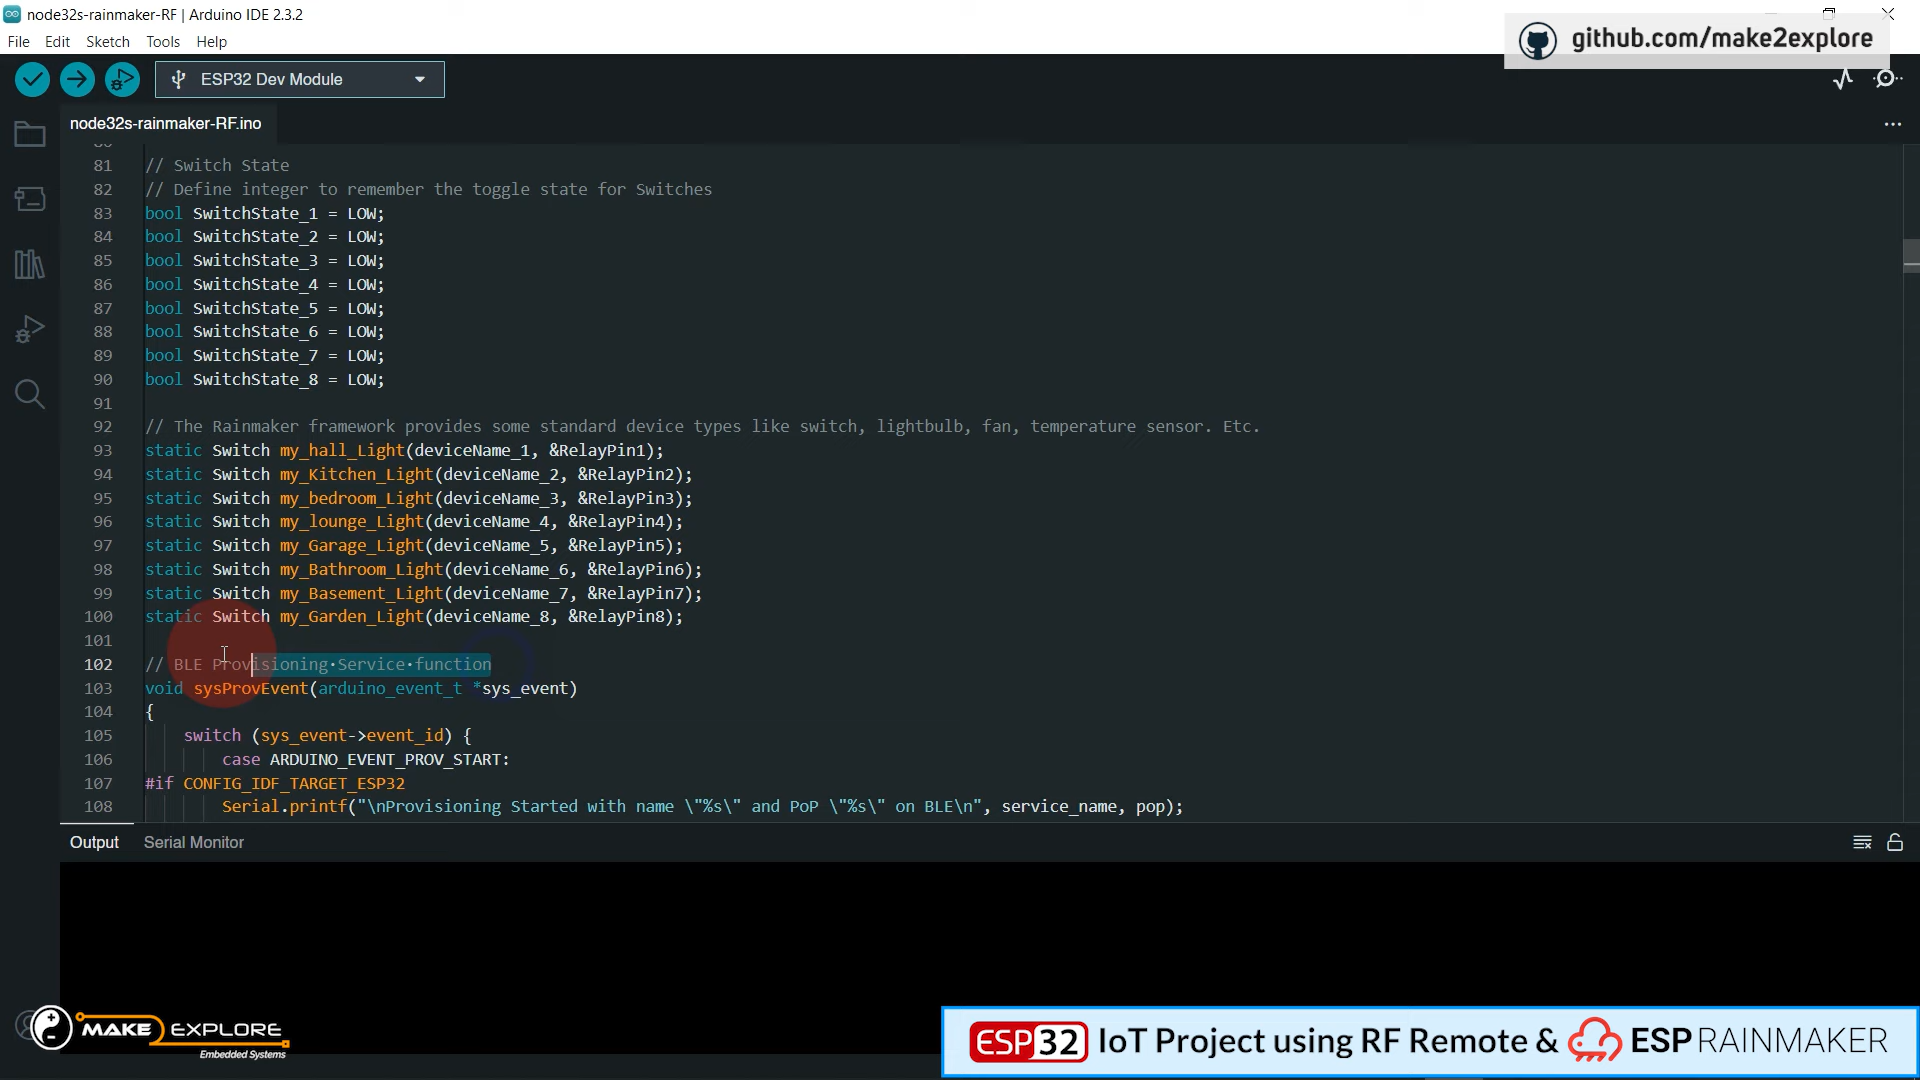 node32s-rainmaker-RF | Arduino IDE 2.3.2
File Edit Sketch Tools Help
github.com/make2explore
ESP32 Dev Module
node32s-rainmaker-RF.ino
81 // Switch State
82 // Define integer to remember the toggle state for Switches
83 bool SwitchState_1 = LOW;
84 bool SwitchState_2 = LOW;
85 bool SwitchState_3 = LOW;
86 bool SwitchState_4 = LOW;
87 bool SwitchState_5 = LOW;
88 bool SwitchState_6 = LOW;
89 bool SwitchState_7 = LOW;
90 bool SwitchState_8 = LOW;
91
92 // The Rainmaker framework provides some standard device types like switch, lightbulb, fan, temperature sensor. Etc.
93 static Switch my_hall_Light(deviceName_1, &RelayPin1);
94 static Switch my_Kitchen_Light(deviceName_2, &RelayPin2);
95 static Switch my_bedroom_Light(deviceName_3, &RelayPin3);
96 static Switch my_lounge_Light(deviceName_4, &RelayPin4);
97 static Switch my_Garage_Light(deviceName_5, &RelayPin5);
98 static Switch my_Bathroom_Light(deviceName_6, &RelayPin6);
99 static Switch my_Basement_Light(deviceName_7, &RelayPin7);
100 static Switch my_Garden_Light(deviceName_8, &RelayPin8);
101
102 // BLE Provisioning·Service·function
103 void sysProvEvent(arduino_event_t *sys_event)
104 {
105 switch (sys_event->event_id) {
106 case ARDUINO_EVENT_PROV_START:
107 #if CONFIG_IDF_TARGET_ESP32
108 Serial.printf("\nProvisioning Started with name \"%s\" and PoP \"%s\" on BLE\n", service_name, pop);
Output Serial Monitor
MAKE EXPLORE
Embedded Systems
ESP32 IoT Project using RF Remote & ESP RAINMAKER